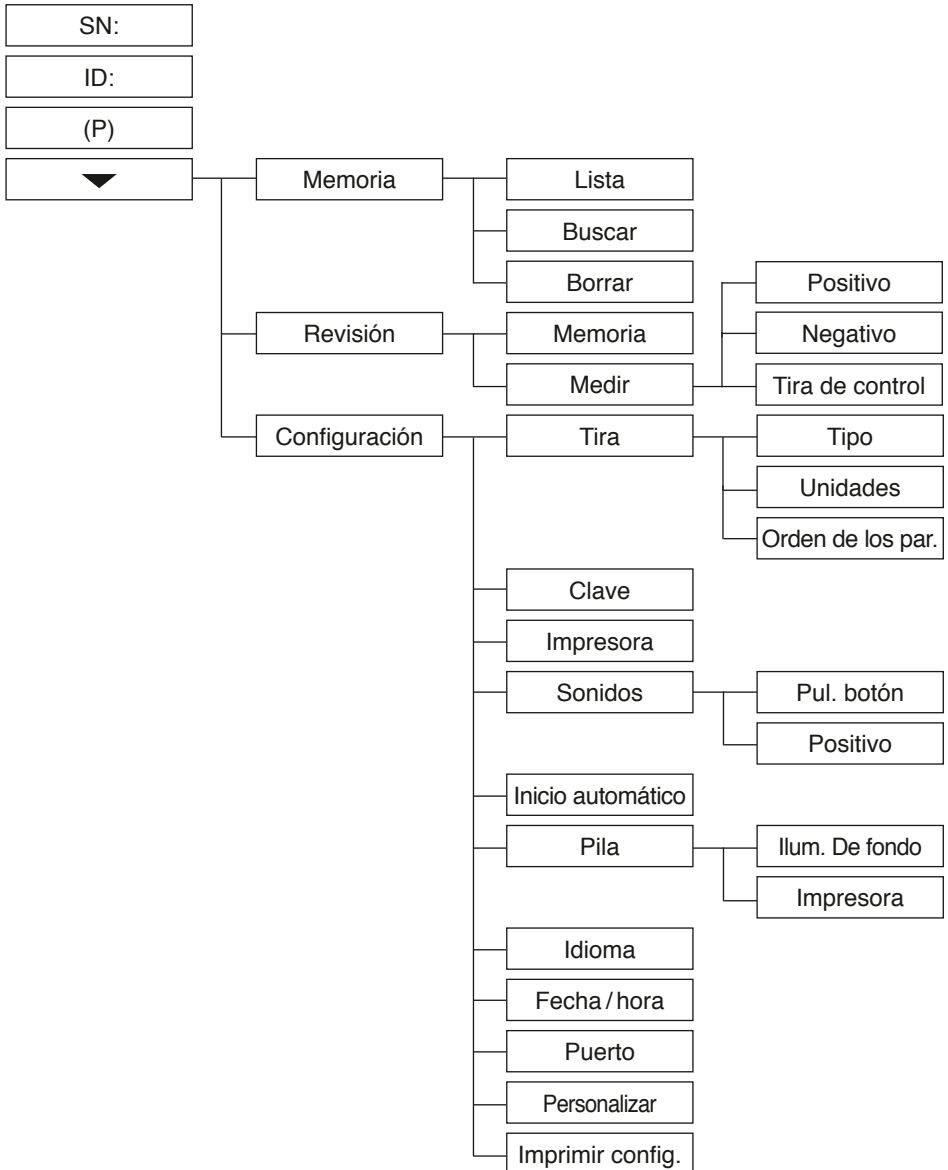 SN:
ID:
(P)
Memoria
Lista
Buscar
Borrar
Revisión
Memoria
Medir
Positivo
Negativo
Tira de control
Configuración
Tira
Tipo
Unidades
Orden de los par.
Clave
Impresora
Sonidos
Pul. botón
Positivo
Inicio automático
Pila
Ilum. De fondo
Impresora
Idioma
Fecha / hora
Puerto
Personalizar
Imprimir config.